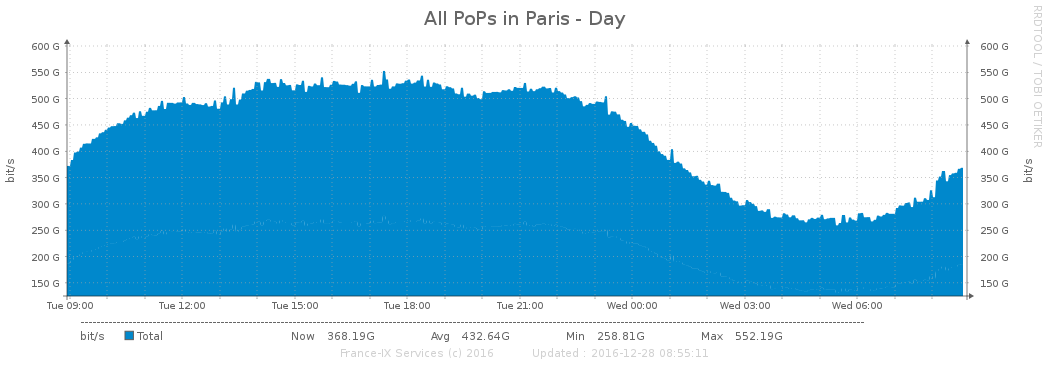 All PoPs in Paris - Day
RRDTOOL / TOBI OETIKER
600 G 600 G
550 G 550 G
500 G 500 G
450 G 450 G
400 G 400 G
350 G 350 G
300 G 300 G
250 G 250 G
200 G 200 G
150 G 150 G
bit/s
bit/s
Tue 09:00 Tue 12:00 Tue 15:00 Tue 18:00 Tue 21:00 Wed 00:00 Wed 03:00 Wed 06:00
bit/s Total Now 368.19G Avg 432.64G Min 258.81G Max 552.19G
France-IX Services (c) 2016 Updated : 2016-12-28 08:55:11